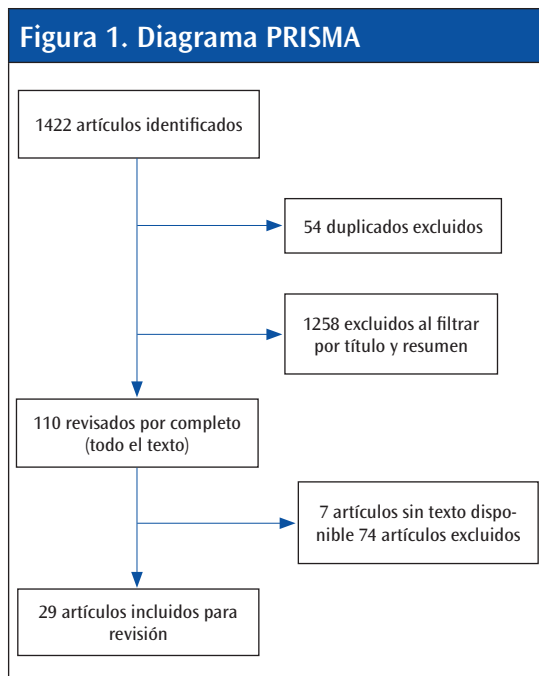 Figura 1. Diagrama PRISMA
1422 artículos identificados
54 duplicados excluidos
1258 excluidos al filtrar
por título y resumen
110 revisados por completo
(todo el texto)
7 artículos sin texto dispo-
nible 74 artículos excluidos
29 artículos incluidos para
revisión